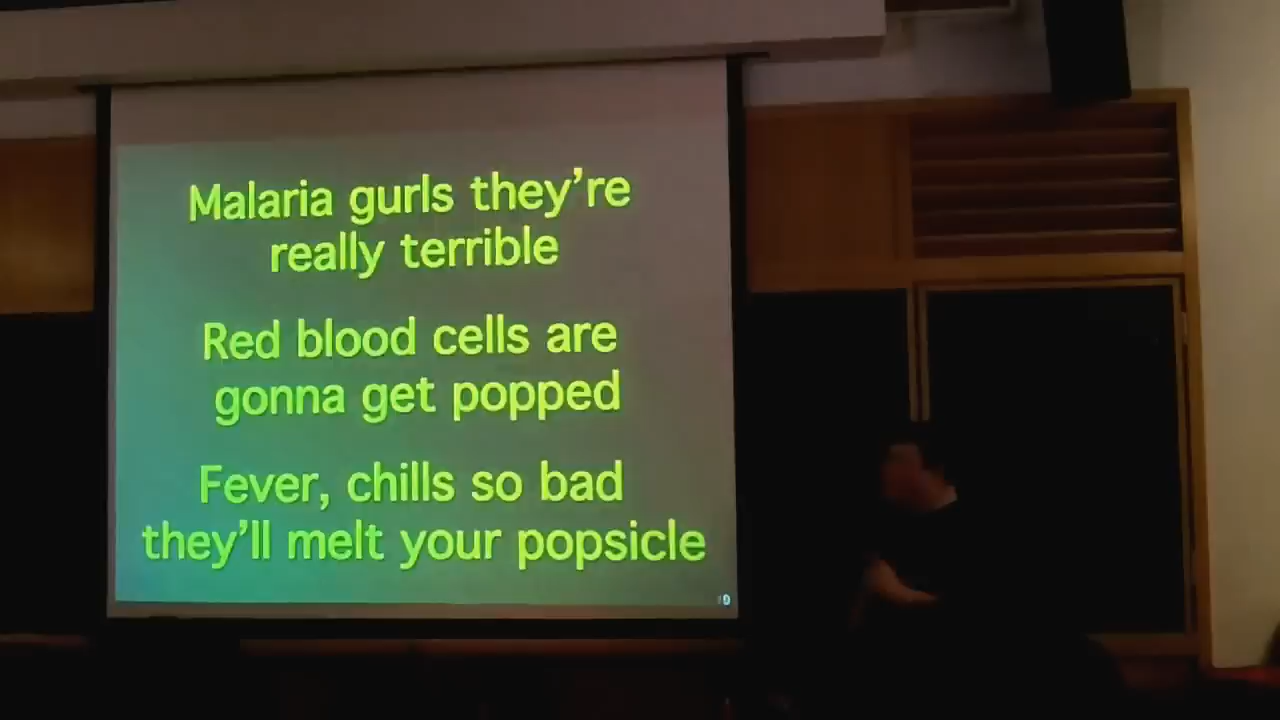 Malaria gurls they're
really terrible
Red blood cells are
gonna get popped
Fever, chills so bad
they'll melt your popsicle